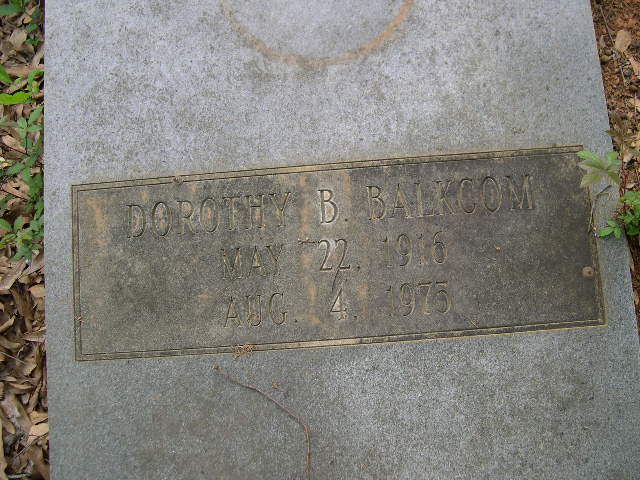 DOROTHY B. BALKCOM
MAY 22, 1916
AUG. 4, 1975